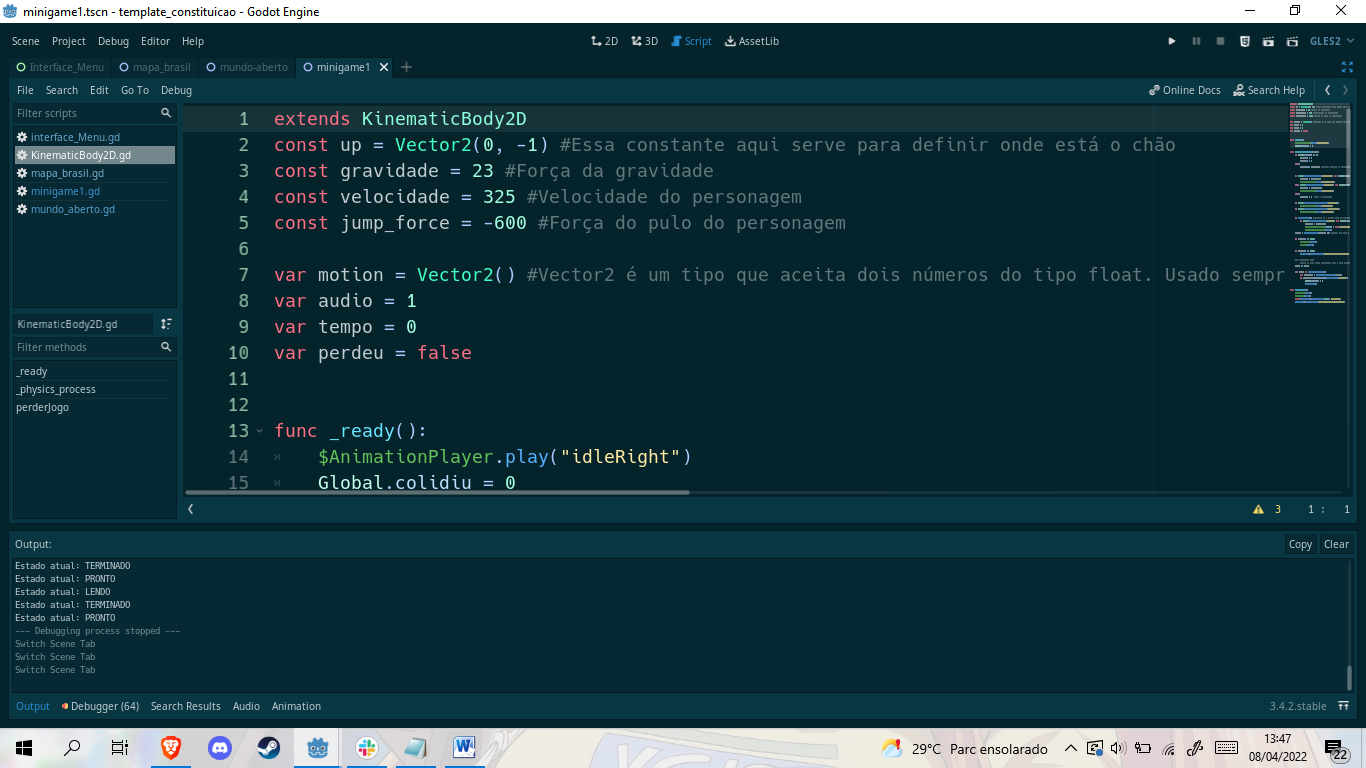 minigame1.tscn - template_constituicao - Godot Engine
Scene Project Debug Editor Help
2D 3D Script AssetLib
GLES2
Interface_Menu mapa_brasil mundo-aberto minigame1
File Search Edit Go To Debug
Online Docs Search Help
Filter scripts
interface_Menu.gd
KinematicBody2D.gd
mapa_brasil.gd
minigame1.gd
mundo_aberto.gd
KinematicBody2D.gd
Filter methods
_ready
_physics_process
perderJogo
1 extends KinematicBody2D
2 const up = Vector2(0, -1) #Essa constante aqui serve para definir onde está o chão
3 const gravidade = 23 #Força da gravidade
4 const velocidade = 325 #Velocidade do personagem
5 const jump_force = -600 #Força do pulo do personagem
6
7 var motion = Vector2() #Vector2 é um tipo que aceita dois números do tipo float. Usado sempr
8 var audio = 1
9 var tempo = 0
10 var perdeu = false
11
12
13 func _ready():
14 $AnimationPlayer.play("idleRight")
15 Global.colidiu = 0
3 1 : 1
Output:
Copy Clear
Estado atual: TERMINADO
Estado atual: PRONTO
Estado atual: LENDO
Estado atual: TERMINADO
Estado atual: PRONTO
--- Debugging process stopped ---
Switch Scene Tab
Switch Scene Tab
Switch Scene Tab
Output Debugger (64) Search Results Audio Animation
3.4.2.stable
29°C Parc ensolarado
13:47
08/04/2022
22